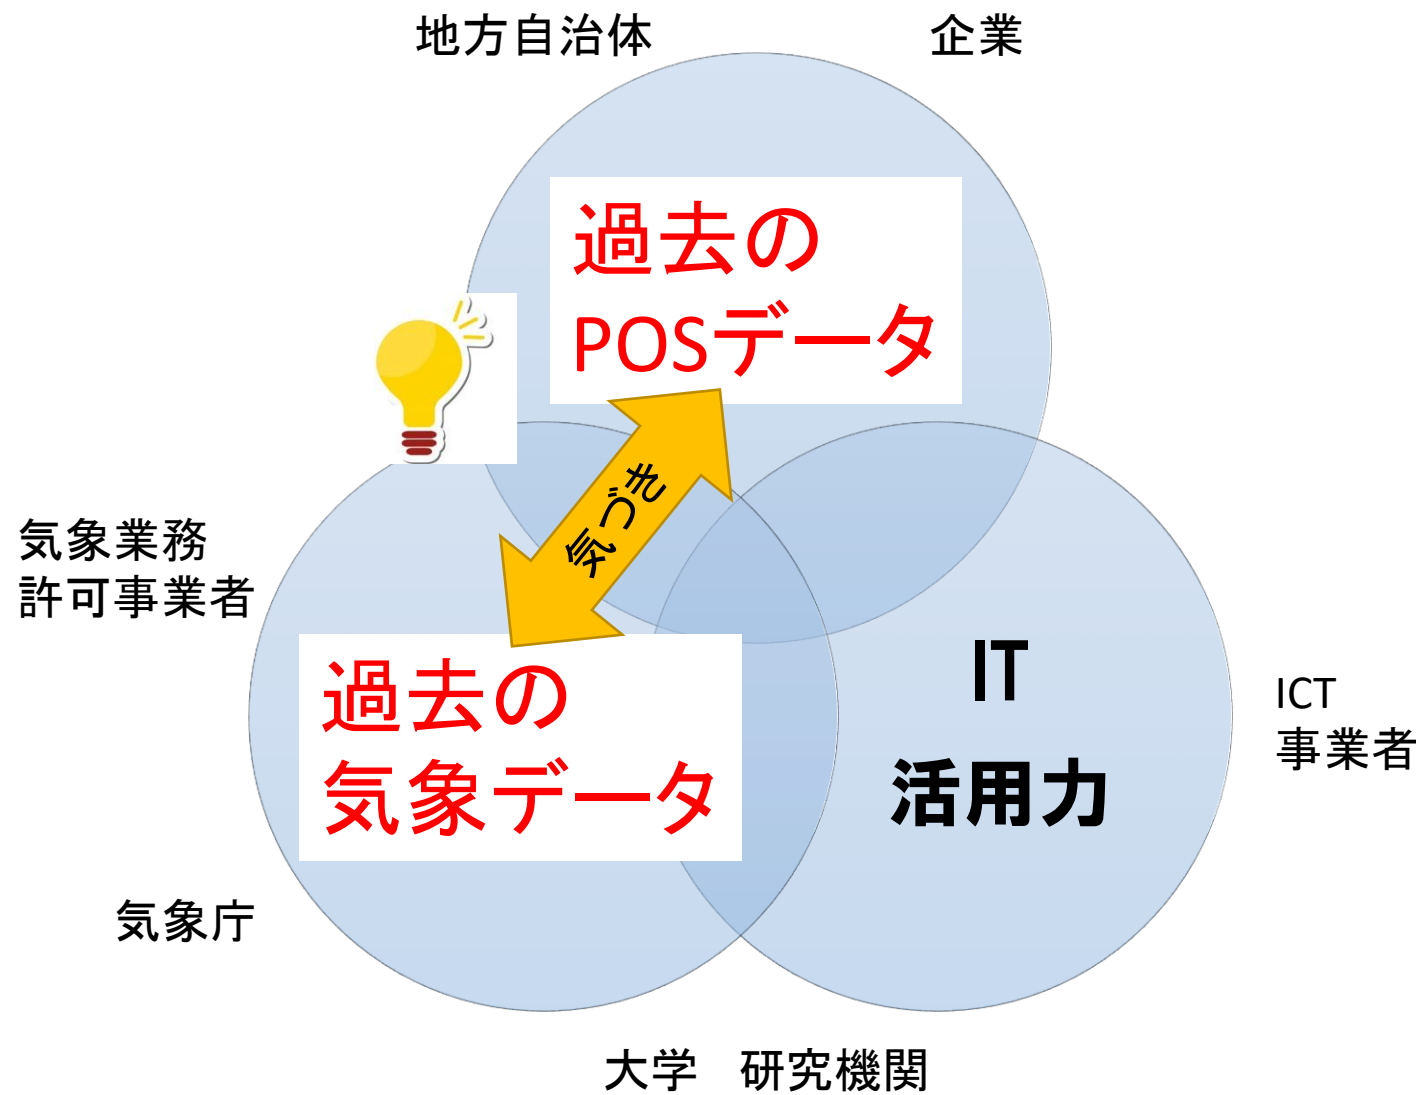 地方自治体　企業
過去の
POSデータ
気づき
気象業務
許可事業者
過去の
気象データ
IT
活用力
ICT
事業者
気象庁
大学　研究機関